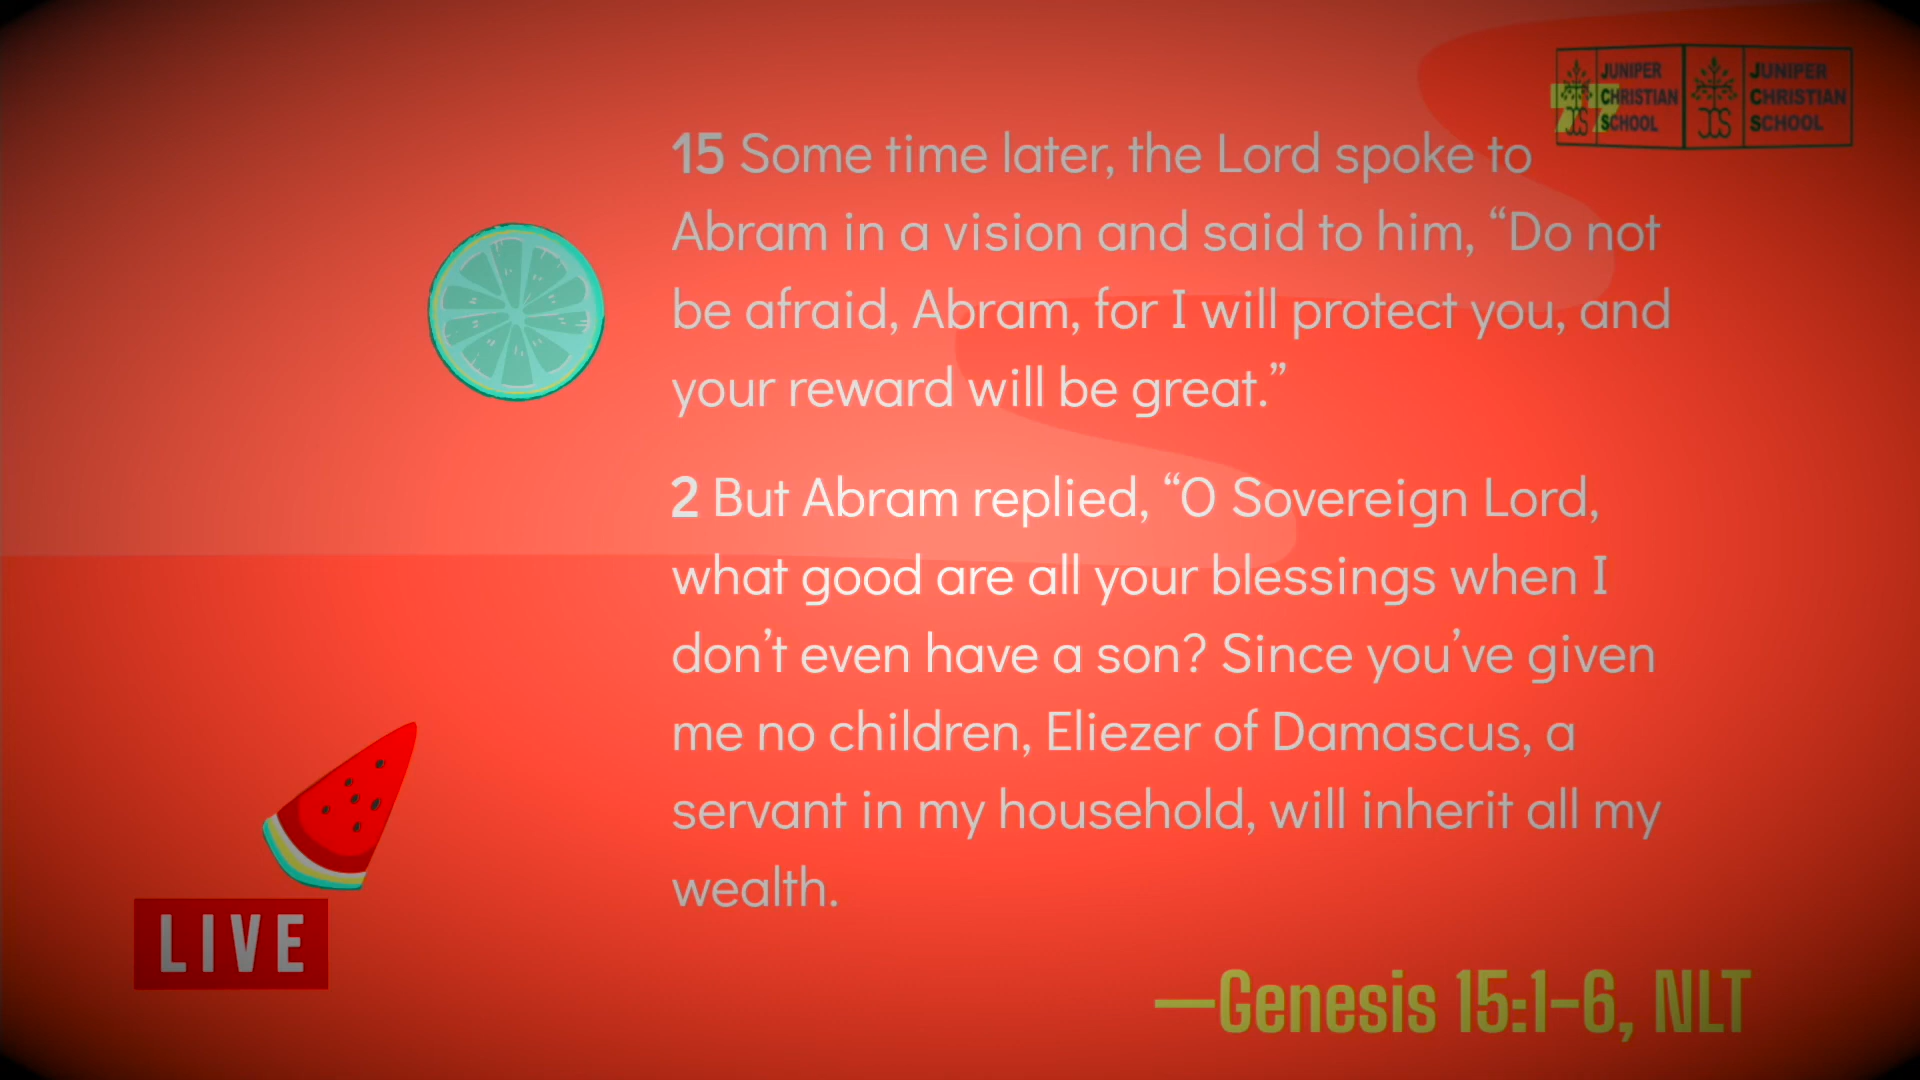 JUNIPER
CHRISTIAN
SCHOOL
JCS
JUNIPER
CHRISTIAN
SCHOOL
JCS
”
15 Some time later, the Lord spoke to
Abram in a vision and said to him, “Do not
be afraid, Abram, for I will protect you, and
your reward will be great.”
2 But Abram replied, “O Sovereign Lord,
what good are all your blessings when I
don’t even have a son? Since you’ve given
me no children, Eliezer of Damascus, a
servant in my household, will inherit all my
wealth.
LIVE
—Genesis 15:1–6, NLT